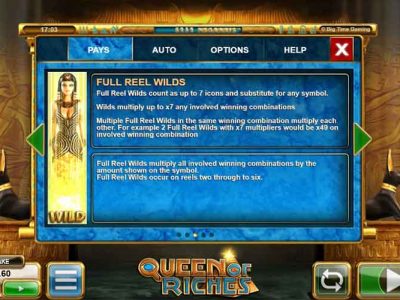 17:03
© Big Time Gaming
PAYS
AUTO
OPTIONS
HELP
X
FULL REEL WILDS
Full Reel Wilds count as up to 7 icons and substitute for any symbol.
Wilds multiply up to x7 any involved winning combinations
Multiple Full Reel Wilds in the same winning combination multiply each
other. For example 2 Full Reel Wilds with x7 multipliers would be x49 on
involved winning combination
WILD
Full Reel Wilds multiply all involved winning combinations by the
amount shown on the symbol.
Full Reel Wilds occur on reels two through to six.
QUEEN OF
RICHES
.60